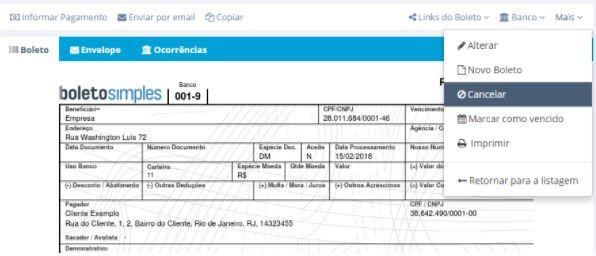 Informar Pagamento Enviar por email Copiar Links do Boleto Banco Mais
Boleto Envelope Ocorrências
Alterar
Novo Boleto
Cancelar
Marcar como vencido
Imprimir
Retornar para a listagem
boletosimples Banco 001-9
Beneficiário CPF/CNPJ Vencimento
Empresa 28.011.684/0001-46
Endereço Agência / C
Rua Washington Luis 72
Data Documento Número Documento Espécie Doc. Aceite Data Processamento Nosso Núm
DM N 15/02/2018
Uso Banco Carteira Espécie Moeda Qtde Moeda Valor (=) Valor do
11 R$
(-) Desconto / Abatimento (-) Outras Deduções (+) Multa / Mora / Juros (+) Outros Acréscimos (=) Valor Co
Pagador CPF / CNPJ
Cliente Exemplo 38.642.490/0001-00
Rua do Cliente, 1, 2, Bairro do Cliente, Rio de Janeiro, RJ, 14323455
Sacador / Avalista
Demonstrativo